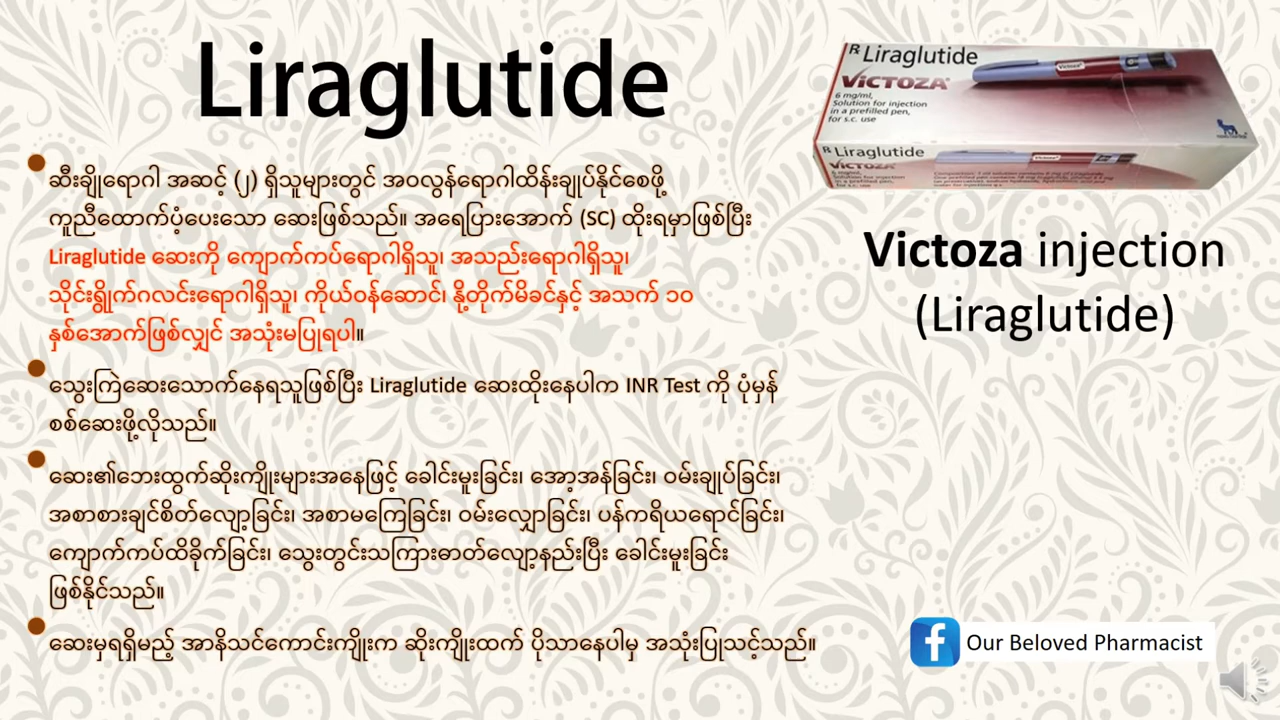 Liraglutide
ဆီးချိုရောဂါ အဆင့် (၂) ရှိသူများတွင် အဝလွန်ရောဂါထိန်းချုပ်နိုင်စေဖို့
ကူညီထောက်ပံ့ပေးသော ဆေးဖြစ်သည်။ အရေပြားအောက် (SC) ထိုးရမှာဖြစ်ပြီး
Liraglutide ဆေးကို ကျောက်ကပ်ရောဂါရှိသူ၊ အသည်းရောဂါရှိသူ၊
သိုင်းရွိုက်ဂလင်းရောဂါရှိသူ၊ ကိုယ်ဝန်ဆောင်၊ နို့တိုက်မိခင်နှင့် အသက် ၁၀
နှစ်အောက်ဖြစ်လျှင် အသုံးမပြုရပါ။
သွေးကြဲဆေးသောက်နေရသူဖြစ်ပြီး Liraglutide ဆေးထိုးနေပါက INR Test ကို ပုံမှန်
စစ်ဆေးဖို့လိုသည်။
ဆေး၏ဘေးထွက်ဆိုးကျိုးများအနေဖြင့် ခေါင်းမူးခြင်း၊ အော့အန်ခြင်း၊ ဝမ်းချုပ်ခြင်း၊
အစာစားချင်စိတ်လျော့ခြင်း၊ အစာမကြေခြင်း၊ ဝမ်းလျှောခြင်း၊ ပန်ကရိယရောင်ခြင်း၊
ကျောက်ကပ်ထိခိုက်ခြင်း၊ သွေးတွင်းသကြားဓာတ်လျော့နည်းပြီး ခေါင်းမူးခြင်း
ဖြစ်နိုင်သည်။
ဆေးမှရရှိမည့် အာနိသင်ကောင်းကျိုးက ဆိုးကျိုးထက် ပိုသာနေပါမှ အသုံးပြုသင့်သည်။
℞ Liraglutide
VICTOZA®
6 mg/ml,
Solution for injection
in a prefilled pen,
for s.c. use
Victoza®
℞ Liraglutide
VICTOZA®
6 mg/ml,
Solution for injection
in a prefilled pen,
for s.c. use
Victoza injection
(Liraglutide)
Our Beloved Pharmacist